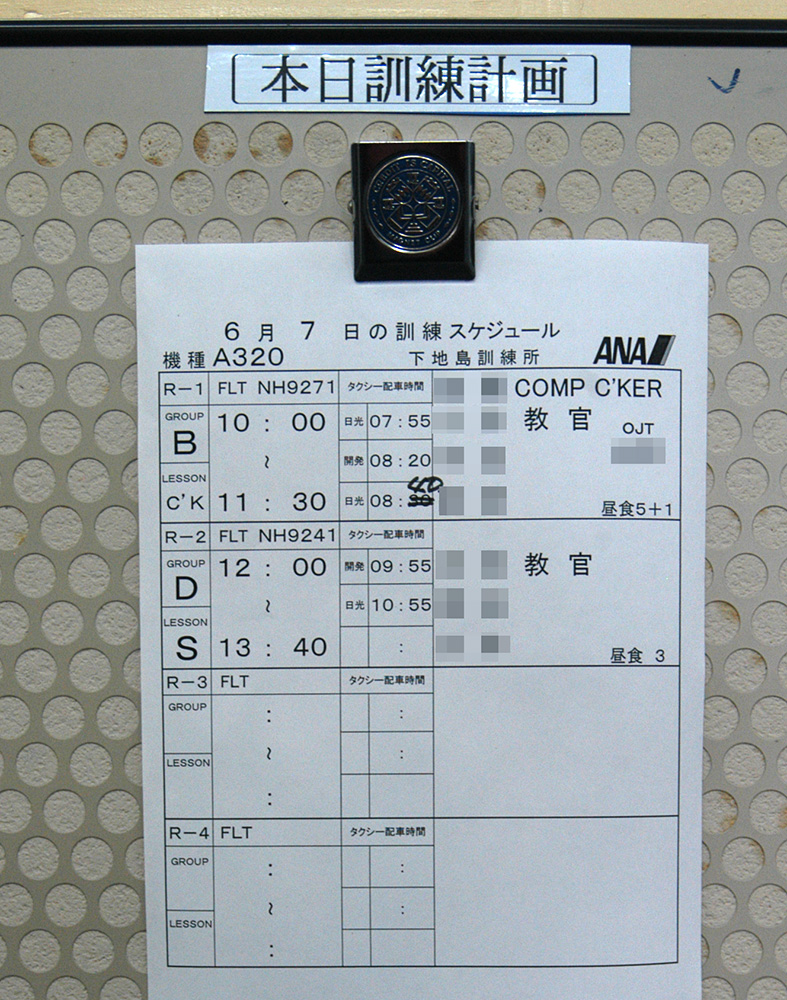 本日訓練計画
6月 7 日の訓練スケジュール
機種 A320 下地島訓練所 ANA
R-1 FLT NH9271 タクシー配車時間 COMP C'KER
GROUP B 10 : 00 日光 07 : 55 教官 OJT
~ 開発 08 : 20
LESSON C'K 11 : 30 日光 08 : 30 40 昼食5+1
R-2 FLT NH9241 タクシー配車時間
GROUP D 12 : 00 開発 09 : 55 教官
~ 日光 10 : 55
LESSON S 13 : 40 : 昼食 3
R-3 FLT タクシー配車時間
GROUP : :
~ :
LESSON :
R-4 FLT タクシー配車時間
GROUP : :
~ :
LESSON :